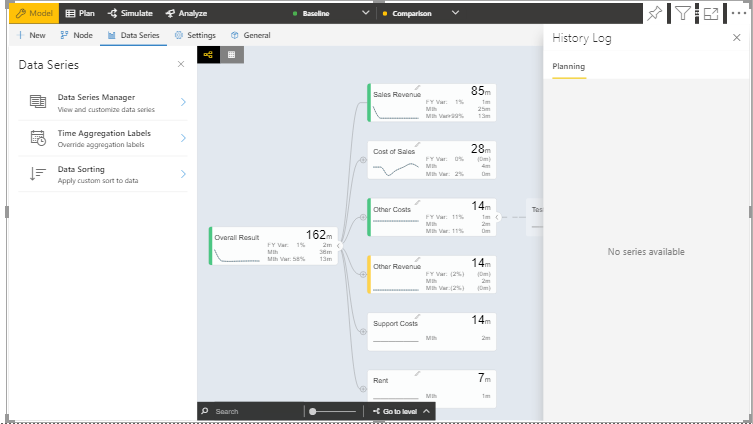 Model Plan Simulate Analyze Baseline Comparison
New Node Data Series Settings General
History Log
Planning
No series available
Data Series
Data Series Manager
View and customize data series
Time Aggregation Labels
Override aggregation labels
Data Sorting
Apply custom sort to data
Overall Result 162m
FY Var: 1% 2m
Mth 36m
Mth Var: 58% 13m
Sales Revenue 85m
FY Var: 1% 1m
Mth 25m
Mth Var:>99% 13m
Cost of Sales 28m
FY Var: 0% (0m)
Mth 4m
Mth Var: 2% 0m
Other Costs 14m
FY Var: 11% 1m
Mth 2m
Mth Var: 11% 0m
Other Revenue 14m
FY Var: (2%) (0m)
Mth 2m
Mth Var:(2%) (0m)
Support Costs 14m
Mth 2m
Rent 7m
Mth 1m
Tes
Search Go to level